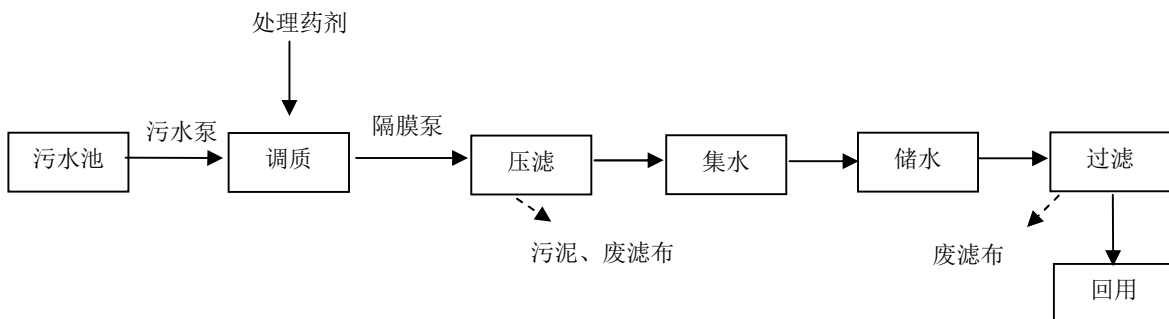 处理药剂
污水池
污水泵
调质
隔膜泵
压滤
集水
储水
过滤
污泥、废滤布
废滤布
回用